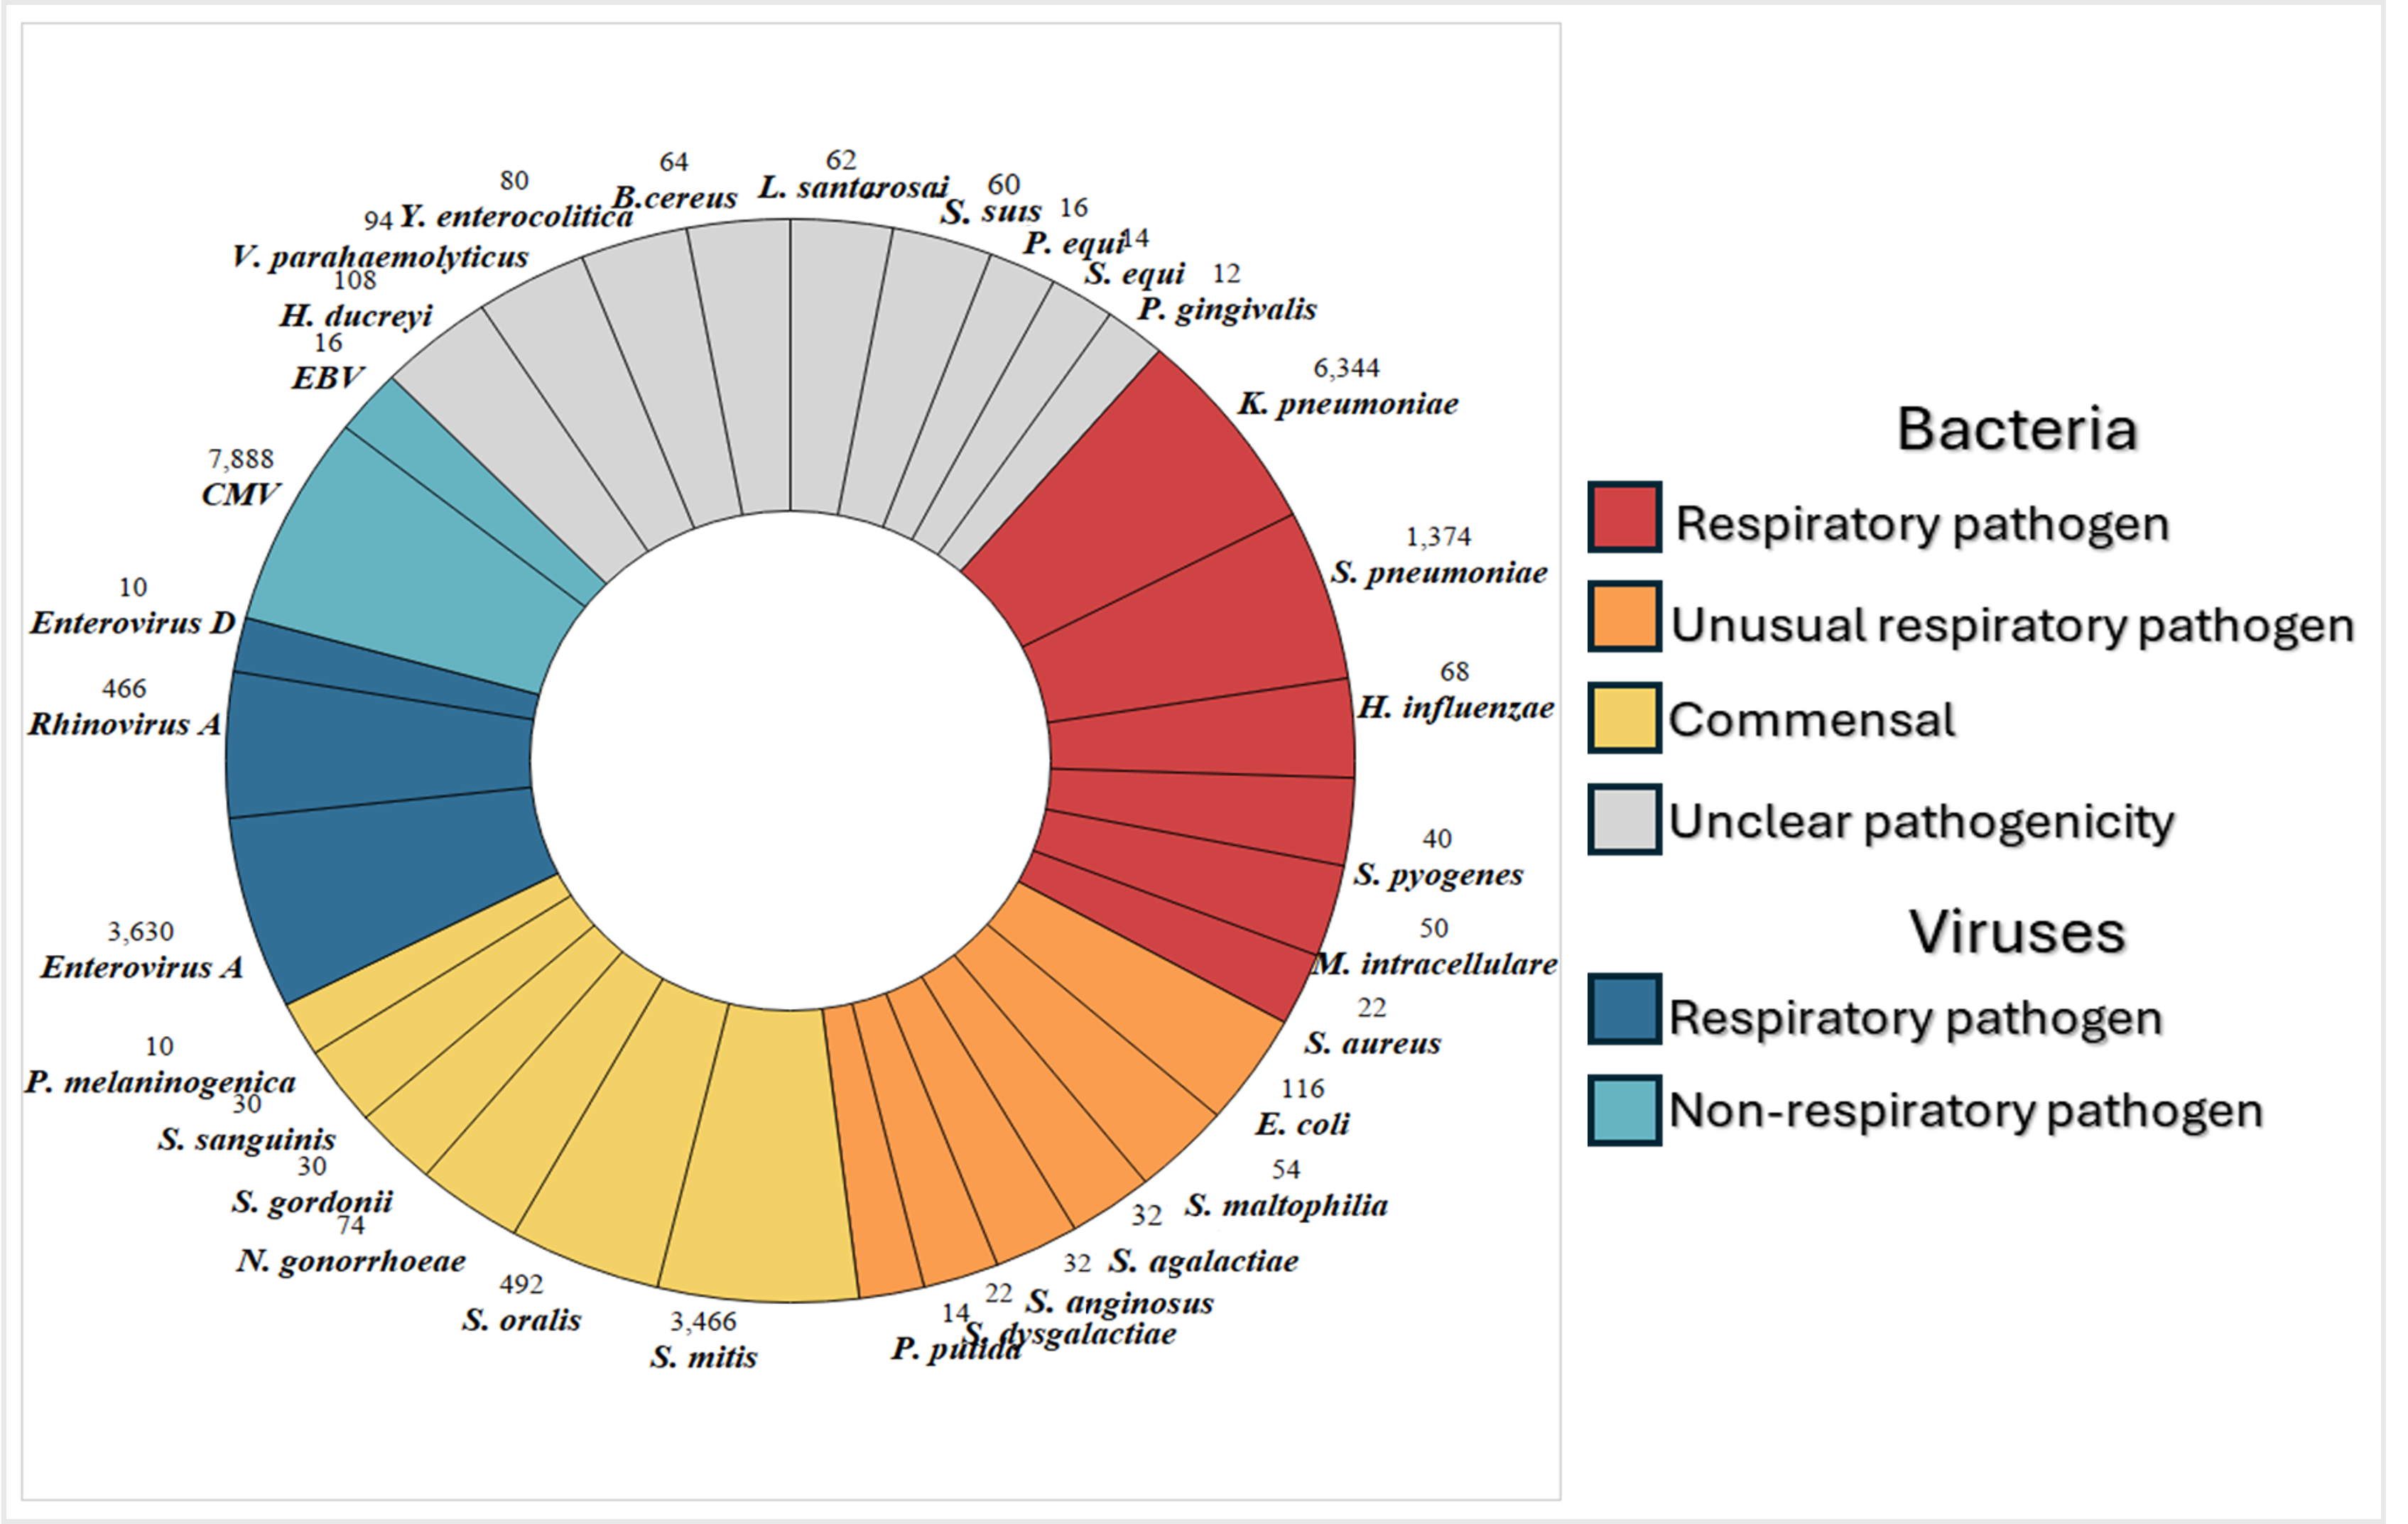 62
L. santarosai
60
S. suis
16
P. equi
14
S. equi
12
P. gingivalis
6,344
K. pneumoniae
1,374
S. pneumoniae
68
H. influenzae
40
S. pyogenes
50
M. intracellulare
22
S. aureus
116
E. coli
54
S. maltophilia
32
S. agalactiae
32
S. anginosus
22
S. dysgalactiae
14
P. putida
3,466
S. mitis
492
S. oralis
74
N. gonorrhoeae
30
S. gordonii
30
S. sanguinis
10
P. melaninogenica
3,630
Enterovirus A
466
Rhinovirus A
10
Enterovirus D
7,888
CMV
16
EBV
108
H. ducreyi
94
V. parahaemolyticus
80
Y. enterocolitica
64
B.cereus
Bacteria
Respiratory pathogen
Unusual respiratory pathogen
Commensal
Unclear pathogenicity
Viruses
Respiratory pathogen
Non-respiratory pathogen